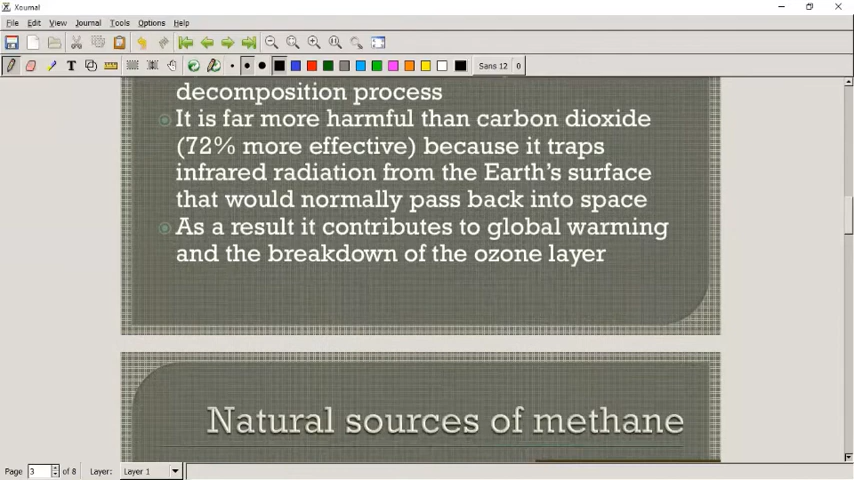 Xournal
File Edit View Journal Tools Options Help
Sans 12 0
decomposition process
It is far more harmful than carbon dioxide
(72% more effective) because it traps
infrared radiation from the Earth's surface
that would normally pass back into space
As a result it contributes to global warming
and the breakdown of the ozone layer
Natural sources of methane
Page 3 of 8 Layer: Layer 1